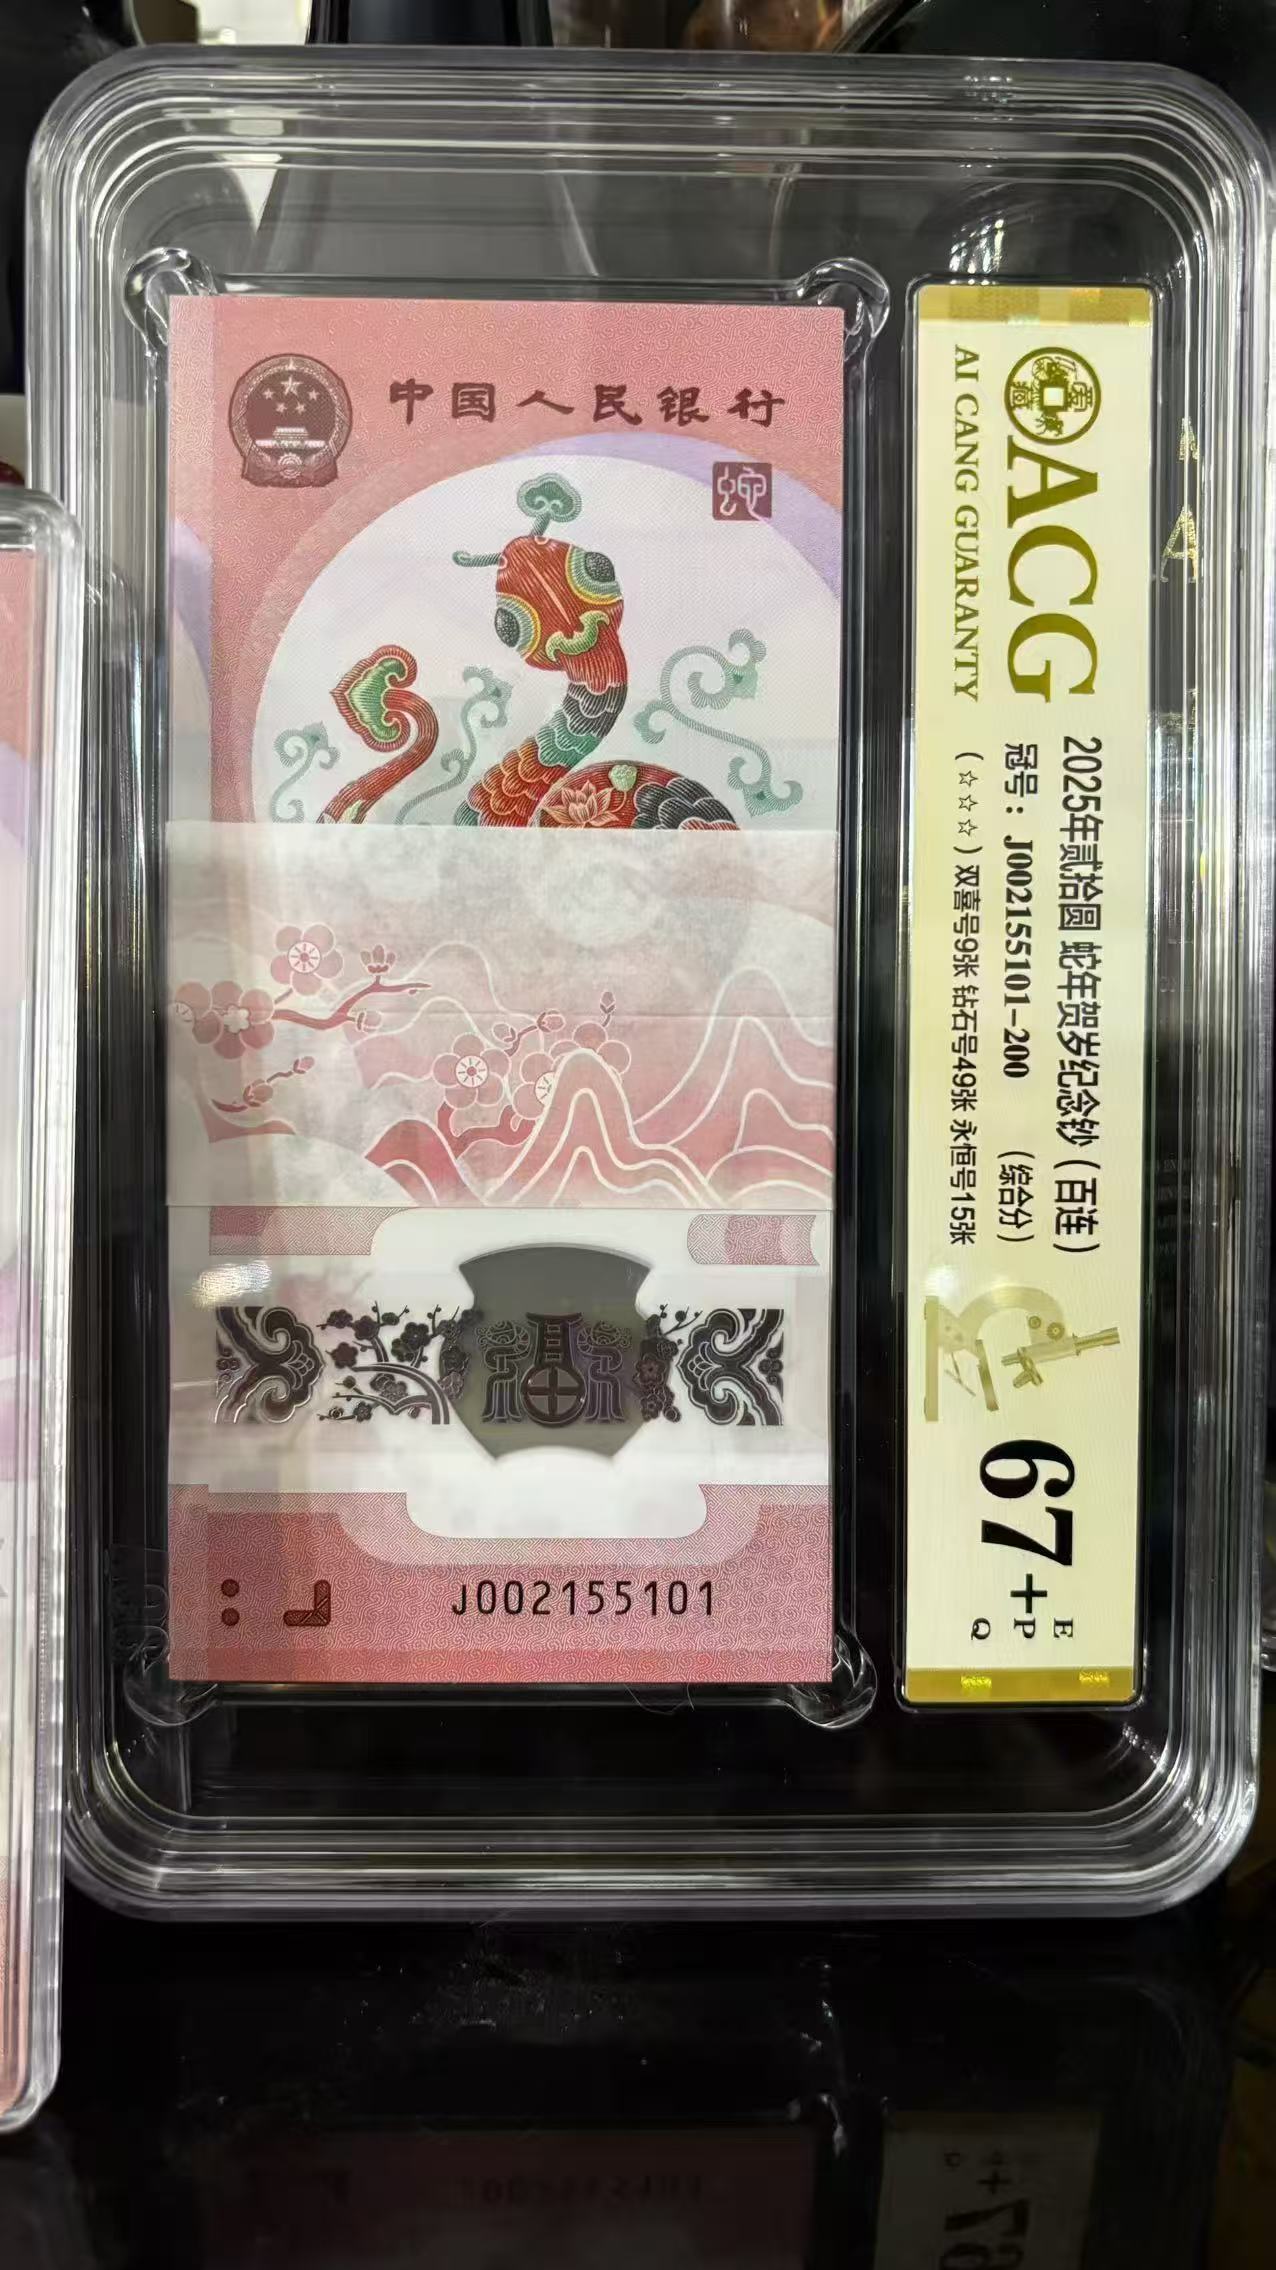 中国人民银行
蛇
J002155101
ACG
AI CANG GUARANTY
2025年贰拾圆 蛇年贺岁纪念钞（百连）
冠号：J002155101-200 （综合分）
（☆☆☆）双喜号9张 钻石号49张 永恒号15张
67+
E
P
Q